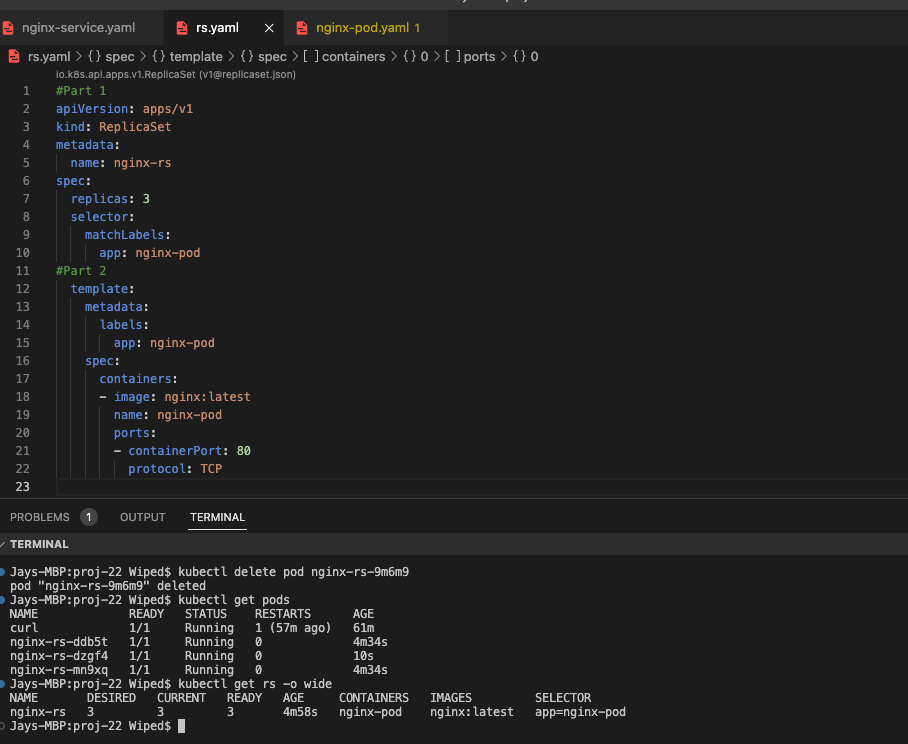 nginx-service.yaml rs.yaml × nginx-pod.yaml 1
rs.yaml > {} spec > {} template > {} spec > [ ] containers > {} 0 > [ ] ports > {} 0
io.k8s.api.apps.v1.ReplicaSet (v1@replicaset.json)
1 #Part 1
2 apiVersion: apps/v1
3 kind: ReplicaSet
4 metadata:
5   name: nginx-rs
6 spec:
7   replicas: 3
8   selector:
9     matchLabels:
10       app: nginx-pod
11 #Part 2
12   template:
13     metadata:
14       labels:
15         app: nginx-pod
16     spec:
17       containers:
18       - image: nginx:latest
19         name: nginx-pod
20         ports:
21         - containerPort: 80
22           protocol: TCP
23
PROBLEMS 1 OUTPUT TERMINAL
TERMINAL
Jays-MBP:proj-22 Wiped$ kubectl delete pod nginx-rs-9m6m9
pod "nginx-rs-9m6m9" deleted
Jays-MBP:proj-22 Wiped$ kubectl get pods
NAME READY STATUS RESTARTS AGE
curl 1/1 Running 1 (57m ago) 61m
nginx-rs-ddb5t 1/1 Running 0 4m34s
nginx-rs-dzgf4 1/1 Running 0 10s
nginx-rs-mn9xq 1/1 Running 0 4m34s
Jays-MBP:proj-22 Wiped$ kubectl get rs -o wide
NAME DESIRED CURRENT READY AGE CONTAINERS IMAGES SELECTOR
nginx-rs 3 3 3 4m58s nginx-pod nginx:latest app=nginx-pod
Jays-MBP:proj-22 Wiped$